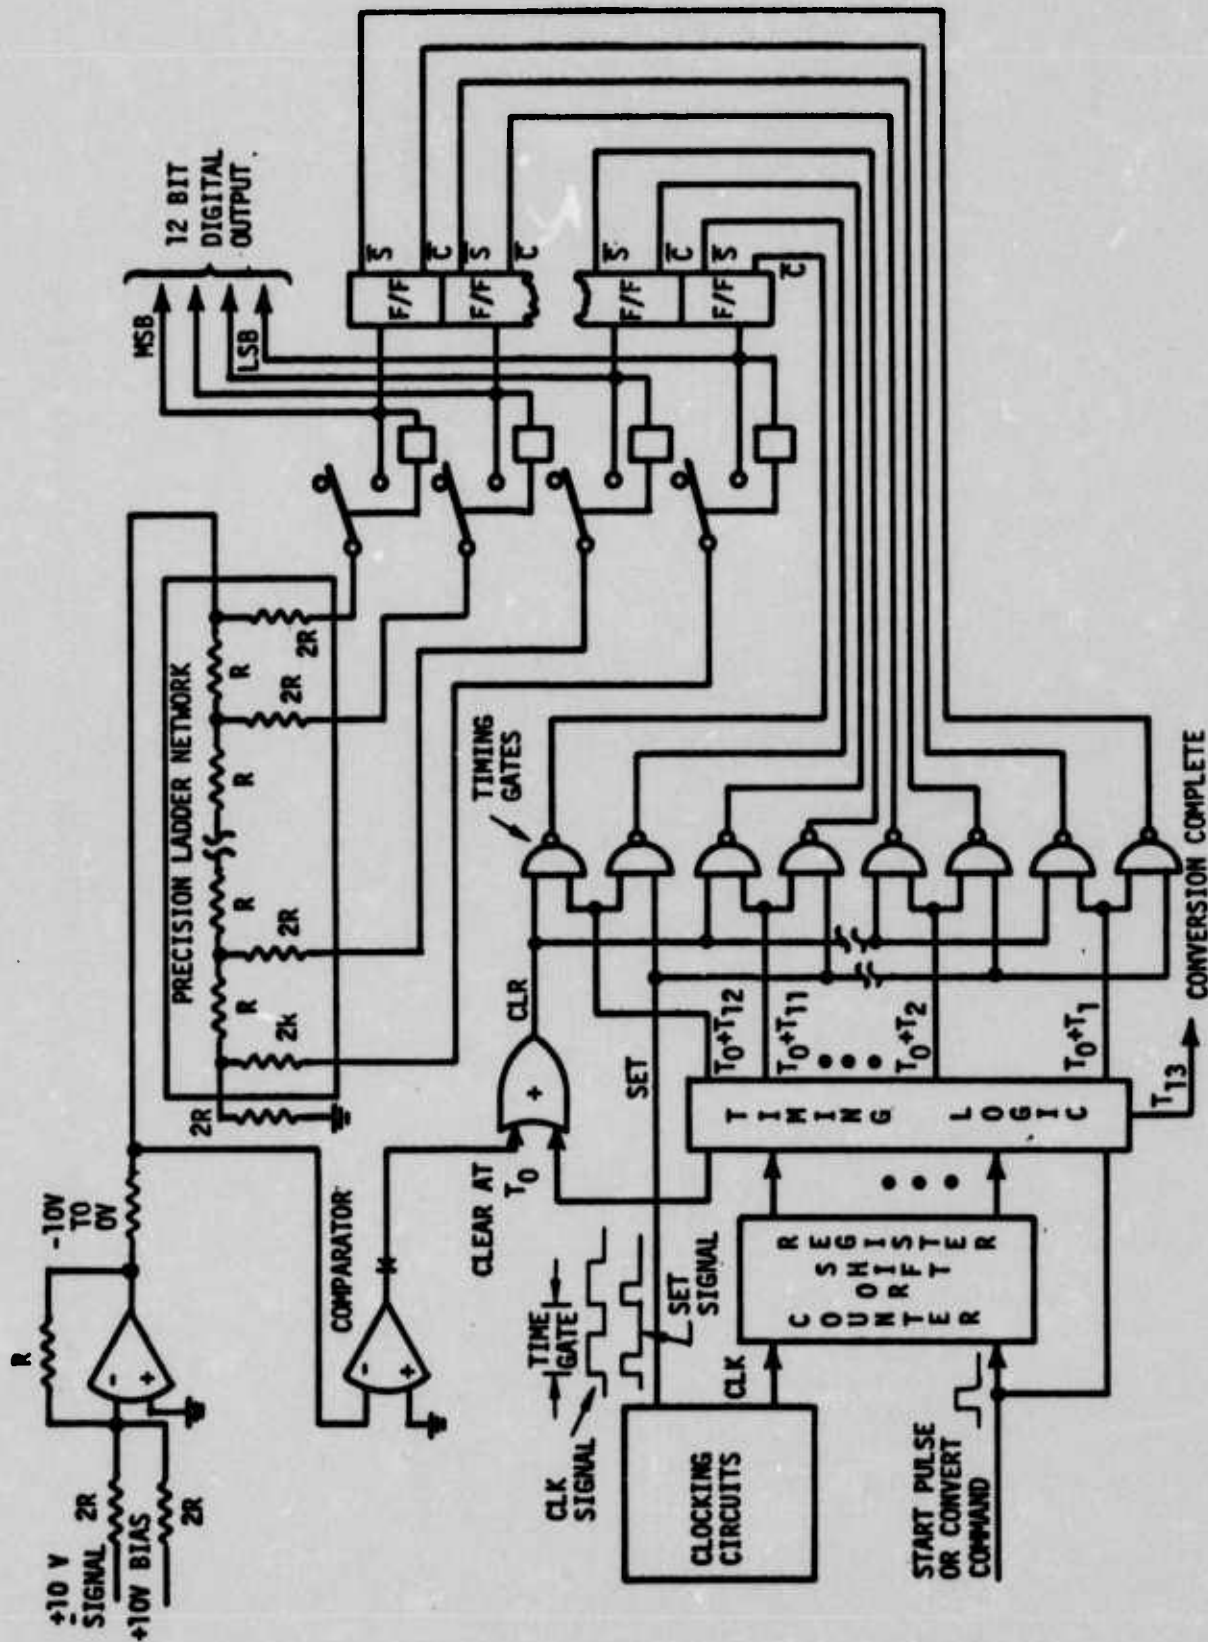 ±10 V
SIGNAL
2R
+10V BIAS
2R
R
-
+
-10V
TO
0V
COMPARATOR
-
+
2R
PRECISION LADDER NETWORK
R
2k
R
2R
R
2R
R
2R
12 BIT
DIGITAL
OUTPUT
MSB
LSB
F/F
F/F
F/F
F/F
S̅
C̅
S̅
C̅
S̅
C̅
S̅
C̅
TIMING
GATES
CLEAR AT
T0
+
CLR
SET
CLK
SIGNAL
TIME
GATE
SET
SIGNAL
CLOCKING
CIRCUITS
CLK
START PULSE
OR CONVERT
COMMAND
COUNTER
SHIFT
REGISTER
TIMING LOGIC
T0+T12
T0+T11
T0+T2
T0+T1
T13
CONVERSION COMPLETE